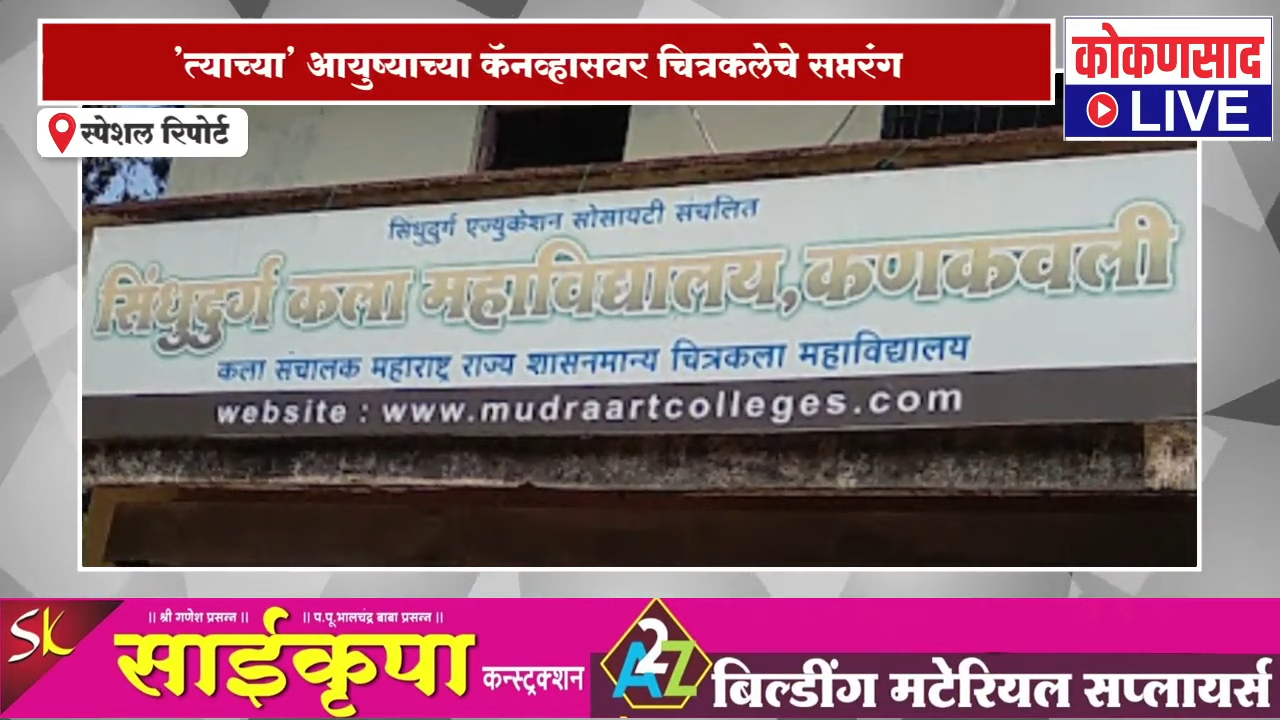 ’त्याच्या’ आयुष्याच्या कॅनव्हासवर चित्रकलेचे सप्तरंग
कोकणसाद
LIVE
स्पेशल रिपोर्ट
सिंधुदुर्ग एज्युकेशन सोसायटी संचलित
सिंधुदुर्ग कला महाविद्यालय, कणकवली
कला संचालक महाराष्ट्र राज्य शासनमान्य चित्रकला महाविद्यालय
website : www.mudraartcolleges.com
|| श्री गणेश प्रसन्न || || प.पू.भालचंद्र बाबा प्रसन्न ||
SK
साईकृपा कन्स्ट्रक्शन
A2Z
बिल्डींग मटेरियल सप्लायर्स